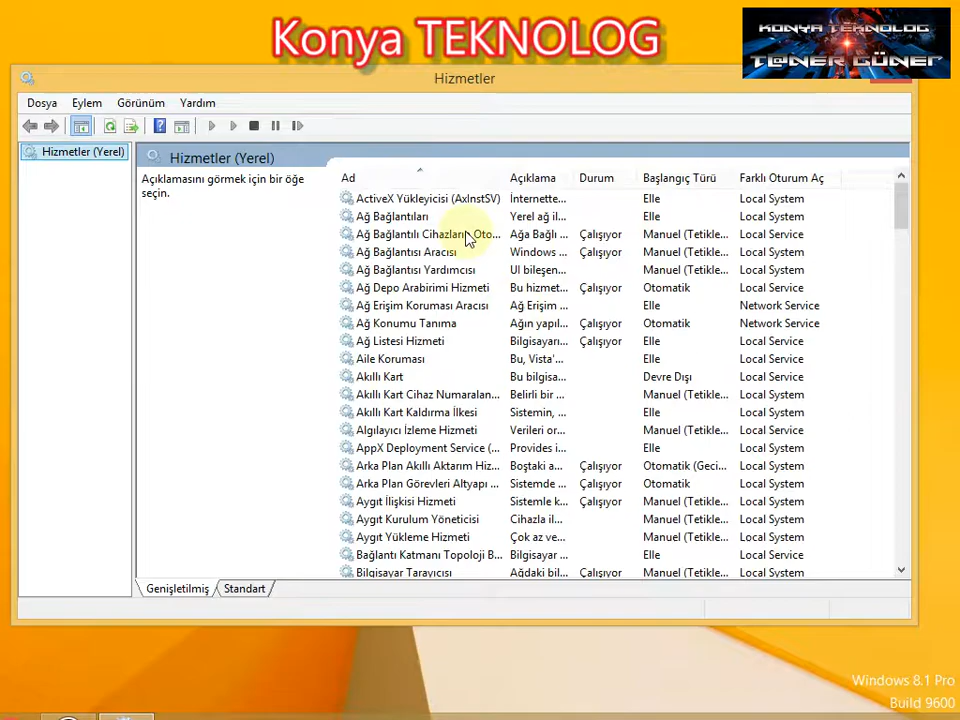 Konya TEKNOLOG
KONYA TEKNOLOG
T@NER GÜNER
Hizmetler
Dosya Eylem Görünüm Yardım
Hizmetler (Yerel)
Hizmetler (Yerel)
Açıklamasını görmek için bir öğe
seçin.
Ad Açıklama Durum Başlangıç Türü Farklı Oturum Aç
ActiveX Yükleyicisi (AxInstSV) İnternette... Elle Local System
Ağ Bağlantıları Yerel ağ il... Elle Local System
Ağ Bağlantılı Cihazların Oto... Ağa Bağlı ... Çalışıyor Manuel (Tetikle... Local Service
Ağ Bağlantısı Aracısı Windows ... Çalışıyor Manuel (Tetikle... Local System
Ağ Bağlantısı Yardımcısı UI bileşen... Manuel (Tetikle... Local System
Ağ Depo Arabirimi Hizmeti Bu hizmet... Çalışıyor Otomatik Local Service
Ağ Erişim Koruması Aracısı Ağ Erişim ... Elle Network Service
Ağ Konumu Tanıma Ağın yapıl... Çalışıyor Otomatik Network Service
Ağ Listesi Hizmeti Bilgisayarı... Çalışıyor Elle Local Service
Aile Koruması Bu, Vista'... Elle Local Service
Akıllı Kart Bu bilgisa... Devre Dışı Local Service
Akıllı Kart Cihaz Numaralan... Belirli bir ... Manuel (Tetikle... Local System
Akıllı Kart Kaldırma İlkesi Sistemin, ... Elle Local System
Algılayıcı İzleme Hizmeti Verileri or... Manuel (Tetikle... Local Service
AppX Deployment Service (... Provides i... Elle Local System
Arka Plan Akıllı Aktarım Hiz... Boştaki a... Çalışıyor Otomatik (Geci... Local System
Arka Plan Görevleri Altyapı ... Sistemde ... Çalışıyor Otomatik Local System
Aygıt İlişkisi Hizmeti Sistemle k... Çalışıyor Manuel (Tetikle... Local System
Aygıt Kurulum Yöneticisi Cihazla il... Manuel (Tetikle... Local System
Aygıt Yükleme Hizmeti Çok az ve... Manuel (Tetikle... Local System
Bağlantı Katmanı Topoloji B... Bilgisayar ... Elle Local Service
Bilgisayar Tarayıcısı Ağdaki bil... Çalışıyor Manuel (Tetikle... Local System
Genişletilmiş Standart
Windows 8.1 Pro
Build 9600